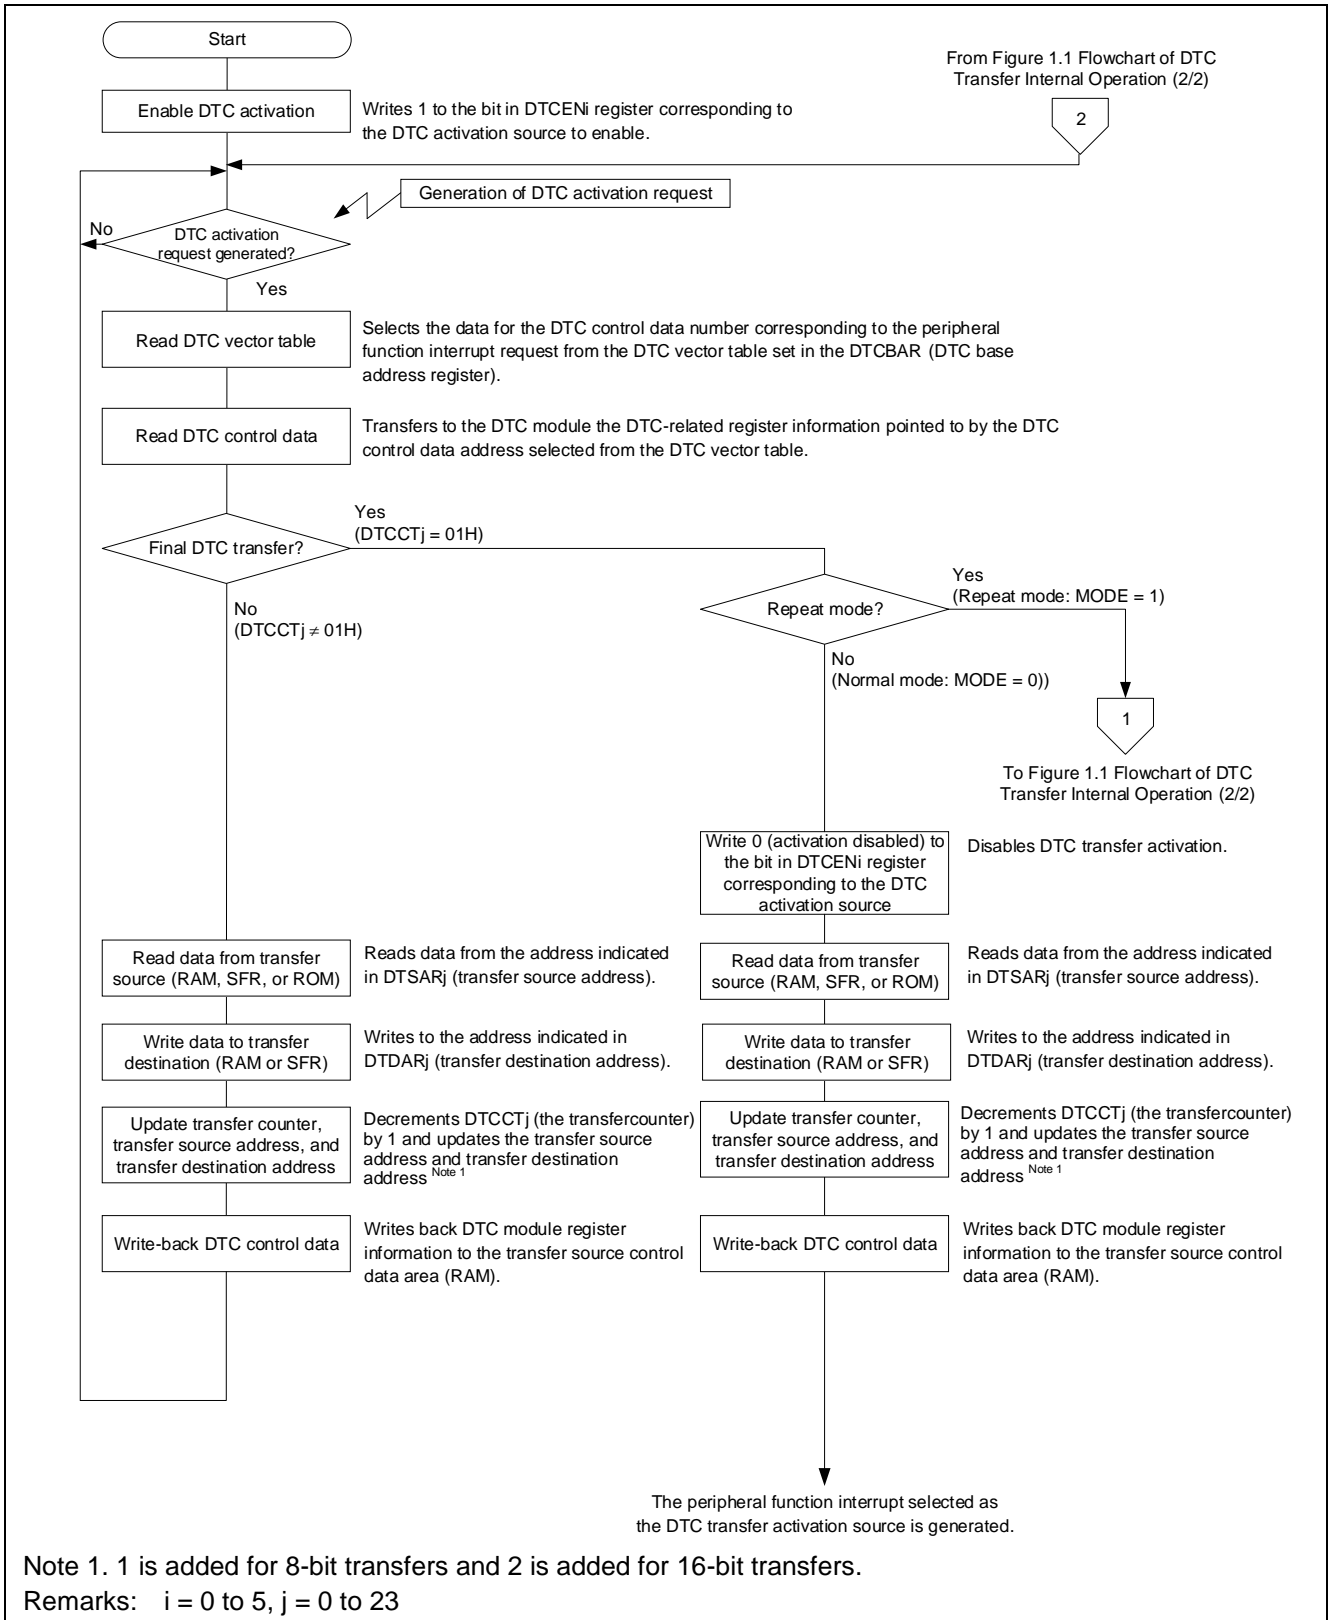 Start
From Figure 1.1 Flowchart of DTC
Transfer Internal Operation (2/2)
2
Enable DTC activation
Writes 1 to the bit in DTCENi register corresponding to
the DTC activation source to enable.
Generation of DTC activation request
No
DTC activation
request generated?
Yes
Read DTC vector table
Selects the data for the DTC control data number corresponding to the peripheral
function interrupt request from the DTC vector table set in the DTCBAR (DTC base
address register).
Read DTC control data
Transfers to the DTC module the DTC-related register information pointed to by the DTC
control data address selected from the DTC vector table.
Final DTC transfer?
Yes
(DTCCTj = 01H)
No
(DTCCTj ≠ 01H)
Repeat mode?
Yes
(Repeat mode: MODE = 1)
No
(Normal mode: MODE = 0))
1
To Figure 1.1 Flowchart of DTC
Transfer Internal Operation (2/2)
Write 0 (activation disabled) to
the bit in DTCENi register
corresponding to the DTC
activation source
Disables DTC transfer activation.
Read data from transfer
source (RAM, SFR, or ROM)
Reads data from the address indicated
in DTSARj (transfer source address).
Read data from transfer
source (RAM, SFR, or ROM)
Reads data from the address indicated
in DTSARj (transfer source address).
Write data to transfer
destination (RAM or SFR)
Writes to the address indicated in
DTDARj (transfer destination address).
Write data to transfer
destination (RAM or SFR)
Writes to the address indicated in
DTDARj (transfer destination address).
Update transfer counter,
transfer source address, and
transfer destination address
Decrements DTCCTj (the transfercounter)
by 1 and updates the transfer source
address and transfer destination
address Note 1
Update transfer counter,
transfer source address, and
transfer destination address
Decrements DTCCTj (the transfercounter)
by 1 and updates the transfer source
address and transfer destination
address Note 1
Write-back DTC control data
Writes back DTC module register
information to the transfer source control
data area (RAM).
Write-back DTC control data
Writes back DTC module register
information to the transfer source control
data area (RAM).
The peripheral function interrupt selected as
the DTC transfer activation source is generated.
Note 1. 1 is added for 8-bit transfers and 2 is added for 16-bit transfers.
Remarks: i = 0 to 5, j = 0 to 23